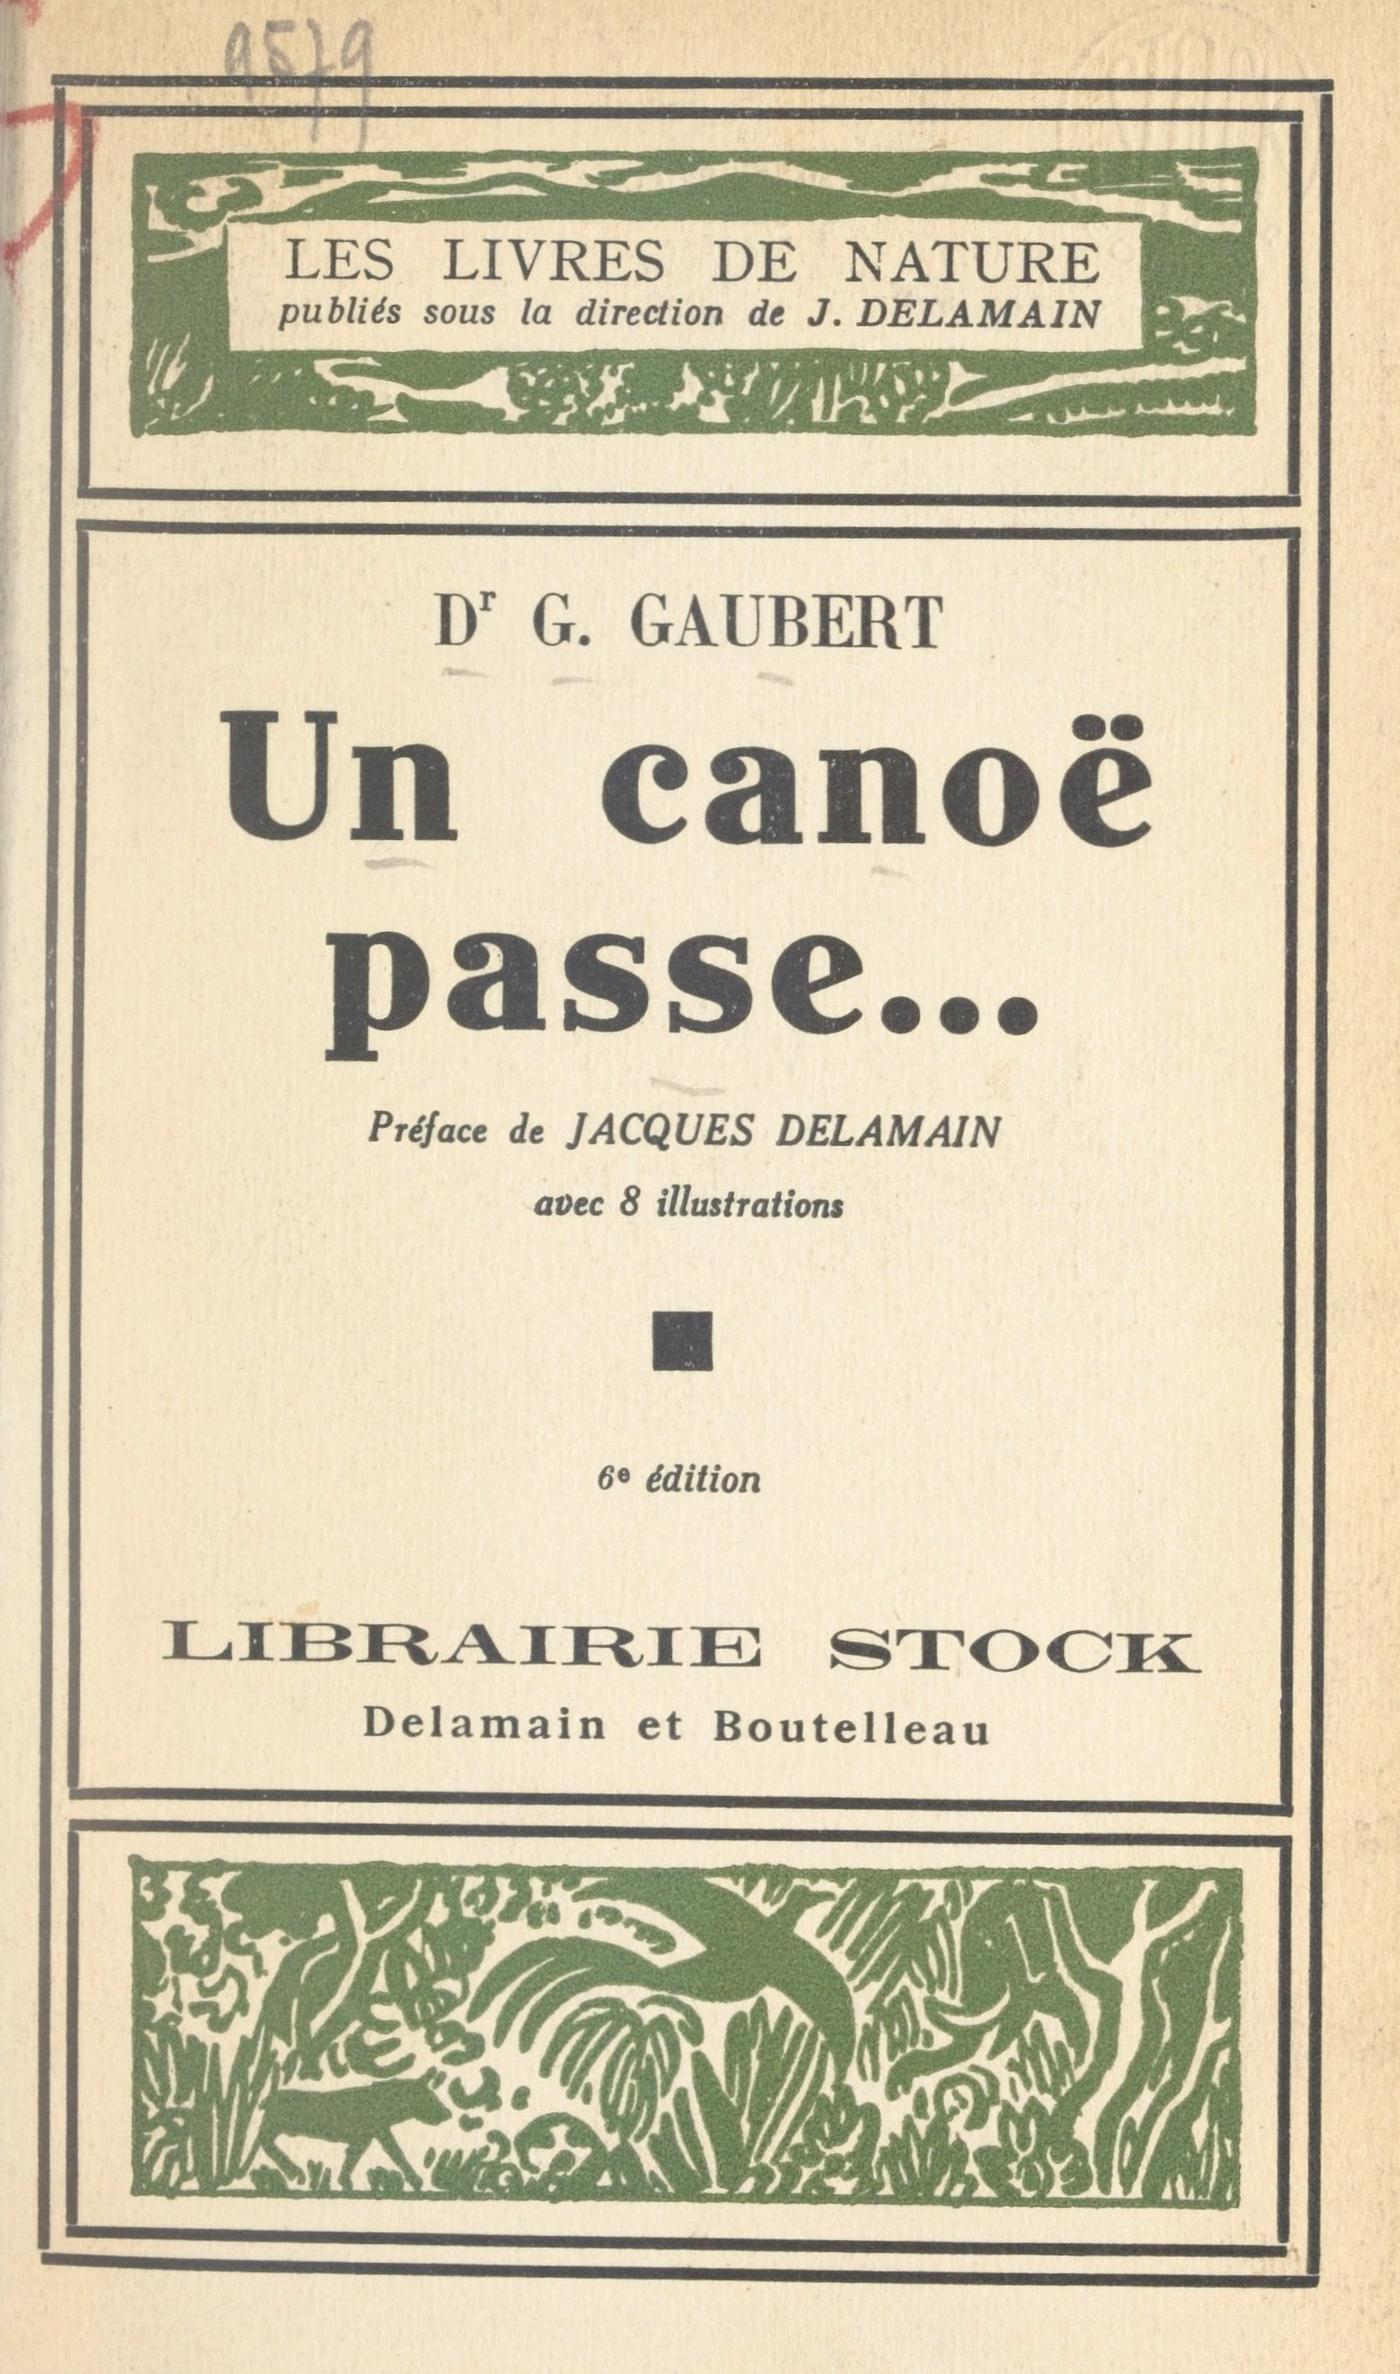 9579
LES LIVRES DE NATURE
publiés sous la direction de J. DELAMAIN
Dr G. GAUBERT
Un canoë
passe...
Préface de JACQUES DELAMAIN
avec 8 illustrations
6e édition
LIBRAIRIE STOCK
Delamain et Boutelleau